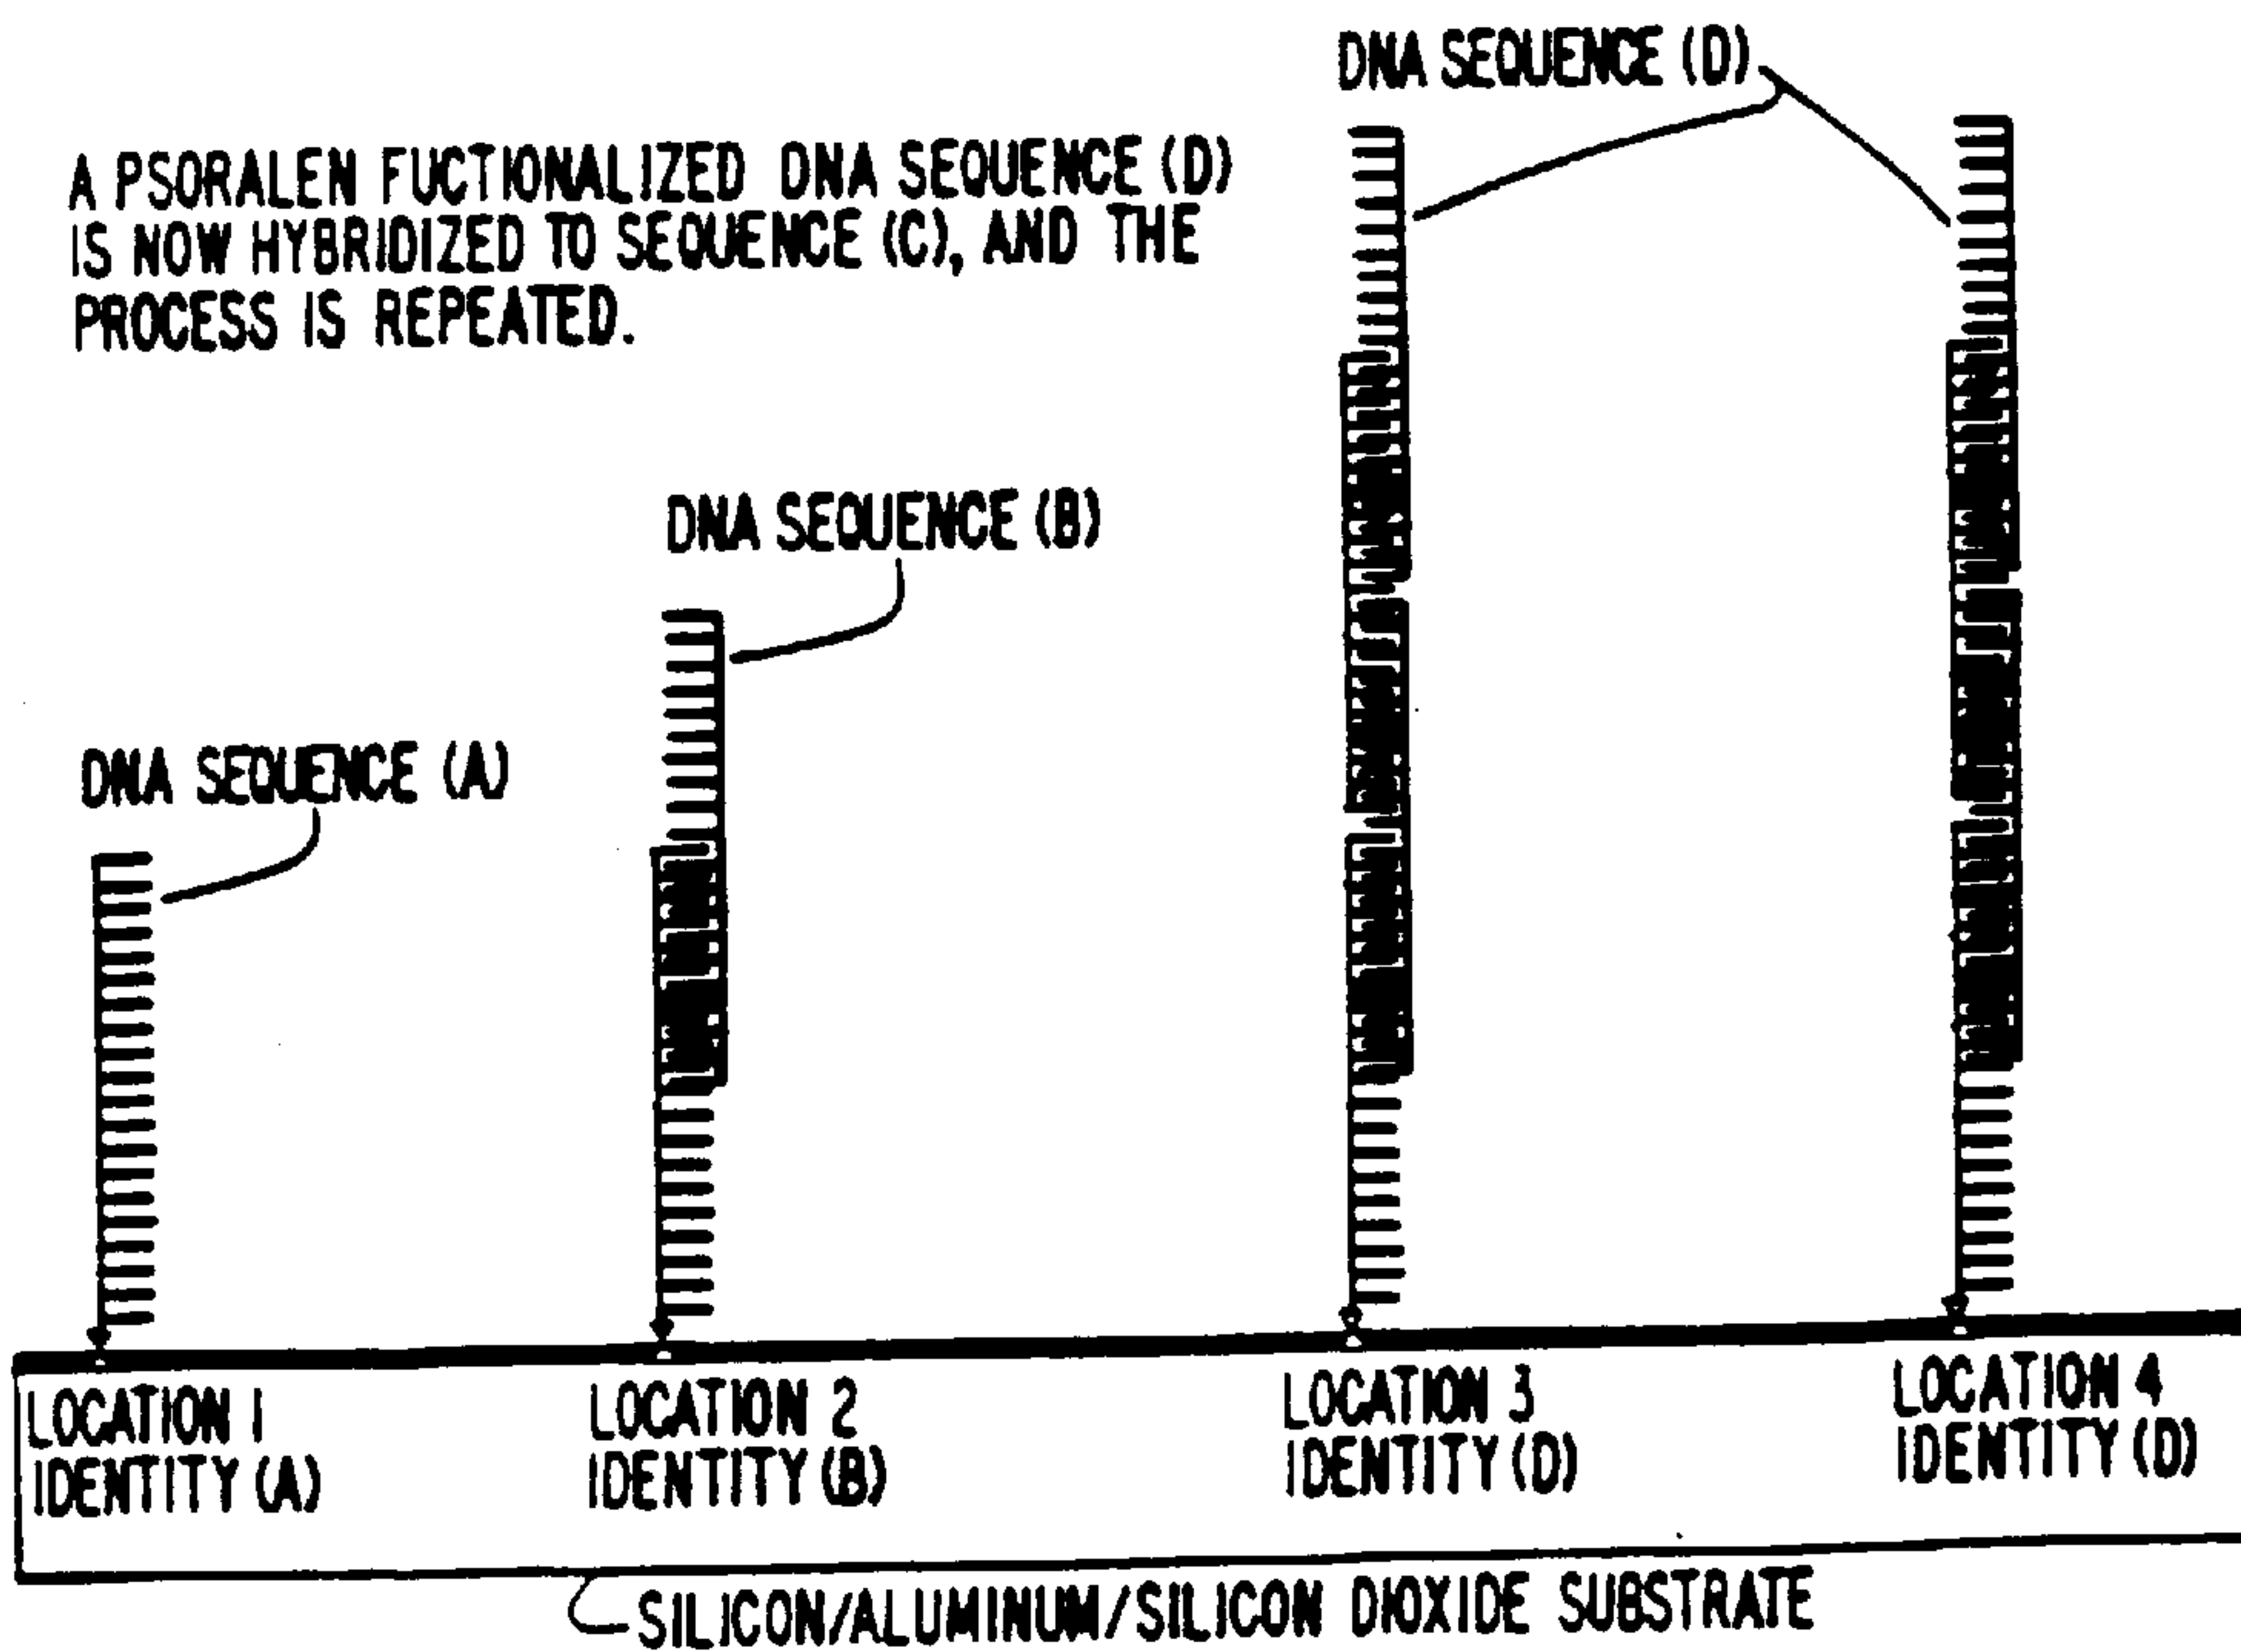 DNA SEQUENCE (D)
A PSORALEN FUCTIONALIZED DNA SEQUENCE (D)
IS NOW HYBRIDIZED TO SEQUENCE (C), AND THE
PROCESS IS REPEATED.
DNA SEQUENCE (B)
DNA SEQUENCE (A)
LOCATION 1
IDENTITY (A)
LOCATION 2
IDENTITY (B)
LOCATION 3
IDENTITY (D)
LOCATION 4
IDENTITY (D)
SILICON/ALUMINUM/SILICON DIOXIDE SUBSTRATE